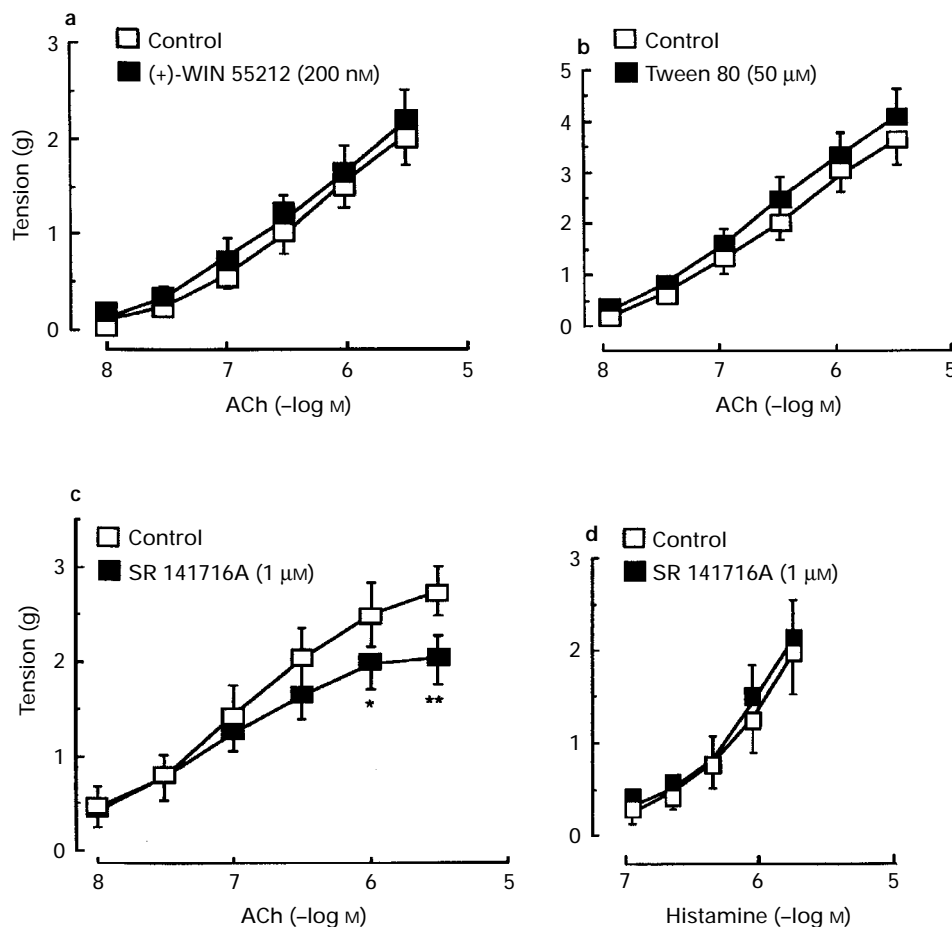 a
Control
(+)-WIN 55212 (200 nM)
3
2
1
0
Tension (g)
8 7 6 5
ACh (–log M)
b
Control
Tween 80 (50 μM)
5
4
3
2
1
0
8 7 6 5
ACh (–log M)
c
Control
SR 141716A (1 μM)
3
2
1
0
Tension (g)
* **
8 7 6 5
ACh (–log M)
d
Control
SR 141716A (1 μM)
3
2
1
0
7 6 5
Histamine (–log M)